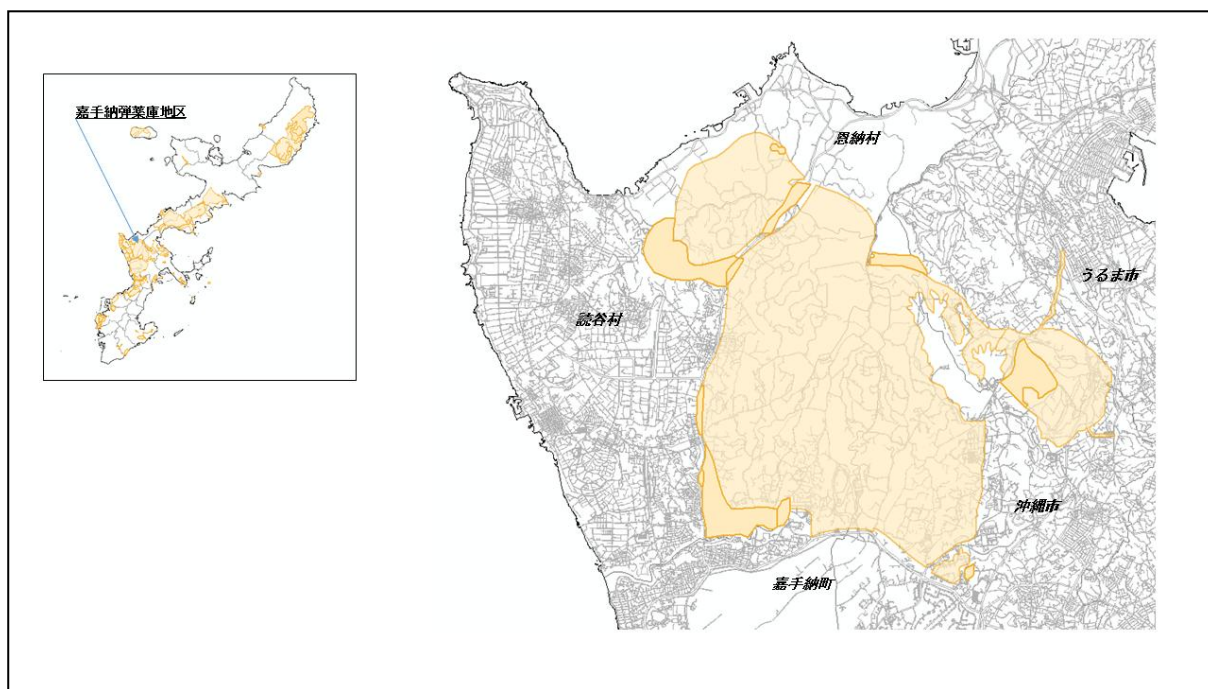 嘉手納弾薬庫地区
恩納村
うるま市
読谷村
沖縄市
嘉手納町